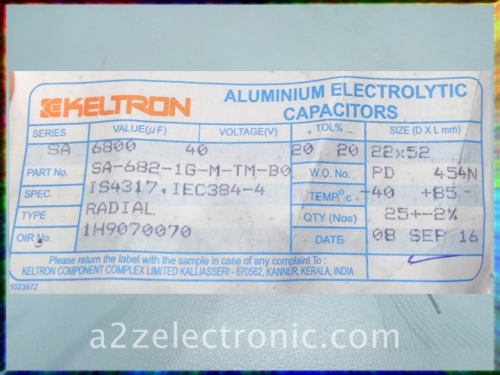 KELTRON
ALUMINIUM ELECTROLYTIC
CAPACITORS
SERIES VALUE(µF) VOLTAGE(V) TOL% SIZE (D X L mm)
SA 6800 40 20 20 22x52
PART No. SA-682-1G-M-TM-B0 W.O. No. PD 454N
SPEC. IS4317,IEC384-4 TEMP°c -40 +85
TYPE RADIAL QTY (Nos) 25+-2%
OIR No. 1H9070070 DATE 08 SEP 16
Please return the label with sample in case of any complaint To :
KELTRON COMPONENT COMPLEX LIMITED KALLIASSERI - 670562, KANNUR, KERALA, INDIA
1023872
a2zelectronic.com